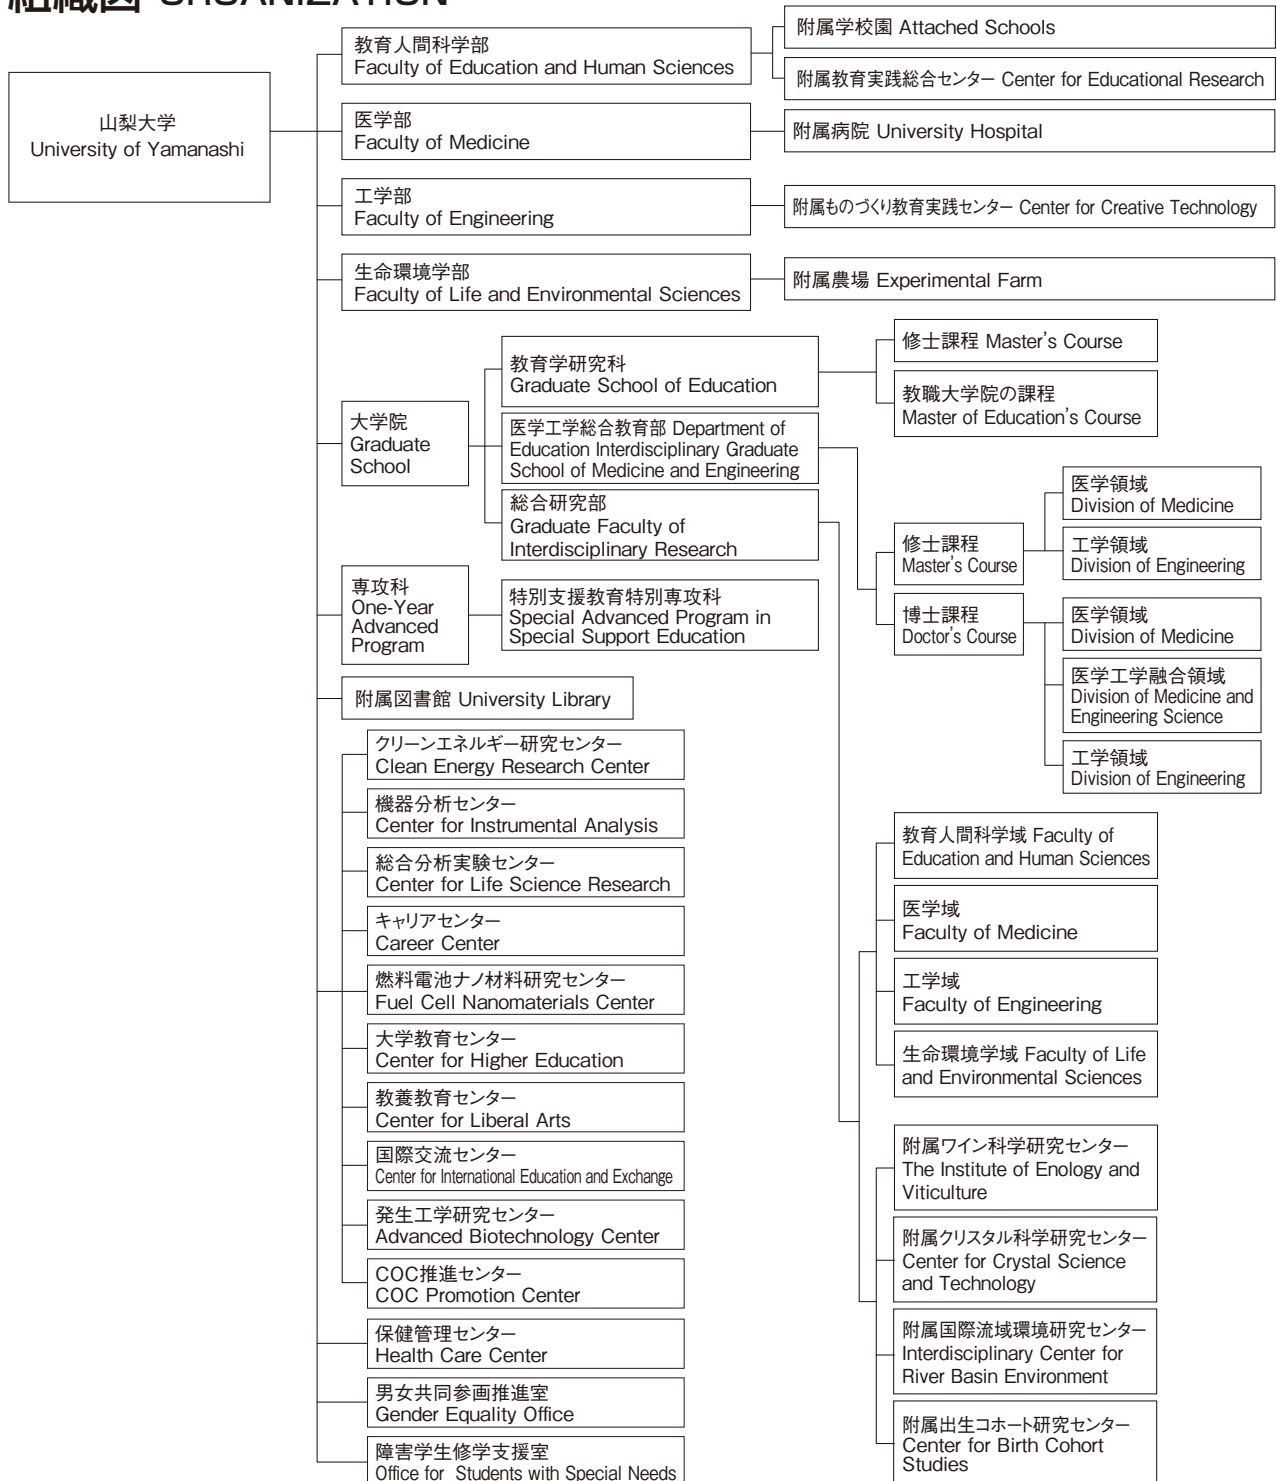 組織図 ORGANIZATION
山梨大学
University of Yamanashi
教育人間科学部
Faculty of Education and Human Sciences
附属学校園 Attached Schools
附属教育実践総合センター Center for Educational Research
医学部
Faculty of Medicine
附属病院 University Hospital
工学部
Faculty of Engineering
附属ものづくり教育実践センター Center for Creative Technology
生命環境学部
Faculty of Life and Environmental Sciences
附属農場 Experimental Farm
大学院
Graduate
School
教育学研究科
Graduate School of Education
修士課程 Master's Course
教職大学院の課程
Master of Education's Course
医学工学総合教育部 Department of
Education Interdisciplinary Graduate
School of Medicine and Engineering
修士課程
Master's Course
医学領域
Division of Medicine
工学領域
Division of Engineering
博士課程
Doctor's Course
医学領域
Division of Medicine
医学工学融合領域
Division of Medicine and
Engineering Science
工学領域
Division of Engineering
総合研究部
Graduate Faculty of
Interdisciplinary Research
教育人間科学域 Faculty of
Education and Human Sciences
医学域
Faculty of Medicine
工学域
Faculty of Engineering
生命環境学域 Faculty of Life
and Environmental Sciences
附属ワイン科学研究センター
The Institute of Enology and
Viticulture
附属クリスタル科学研究センター
Center for Crystal Science
and Technology
附属国際流域環境研究センター
Interdisciplinary Center for
River Basin Environment
附属出生コホート研究センター
Center for Birth Cohort
Studies
専攻科
One-Year
Advanced
Program
特別支援教育特別専攻科
Special Advanced Program in
Special Support Education
附属図書館 University Library
クリーンエネルギー研究センター
Clean Energy Research Center
機器分析センター
Center for Instrumental Analysis
総合分析実験センター
Center for Life Science Research
キャリアセンター
Career Center
燃料電池ナノ材料研究センター
Fuel Cell Nanomaterials Center
大学教育センター
Center for Higher Education
教養教育センター
Center for Liberal Arts
国際交流センター
Center for International Education and Exchange
発生工学研究センター
Advanced Biotechnology Center
COC推進センター
COC Promotion Center
保健管理センター
Health Care Center
男女共同参画推進室
Gender Equality Office
障害学生修学支援室
Office for Students with Special Needs